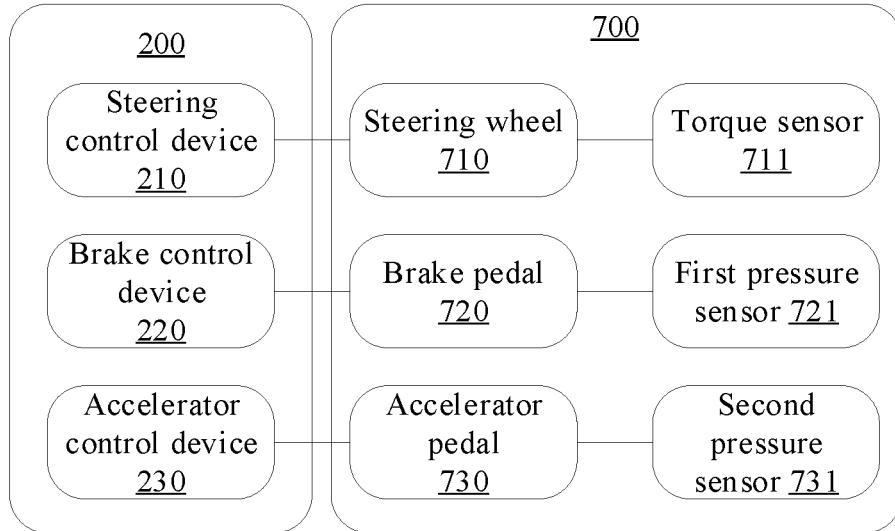 200
Steering
control device
210
Brake control
device
220
Accelerator
control device
230
700
Steering wheel
710
Torque sensor
711
Brake pedal
720
First pressure
sensor 721
Accelerator
pedal
730
Second
pressure
sensor 731